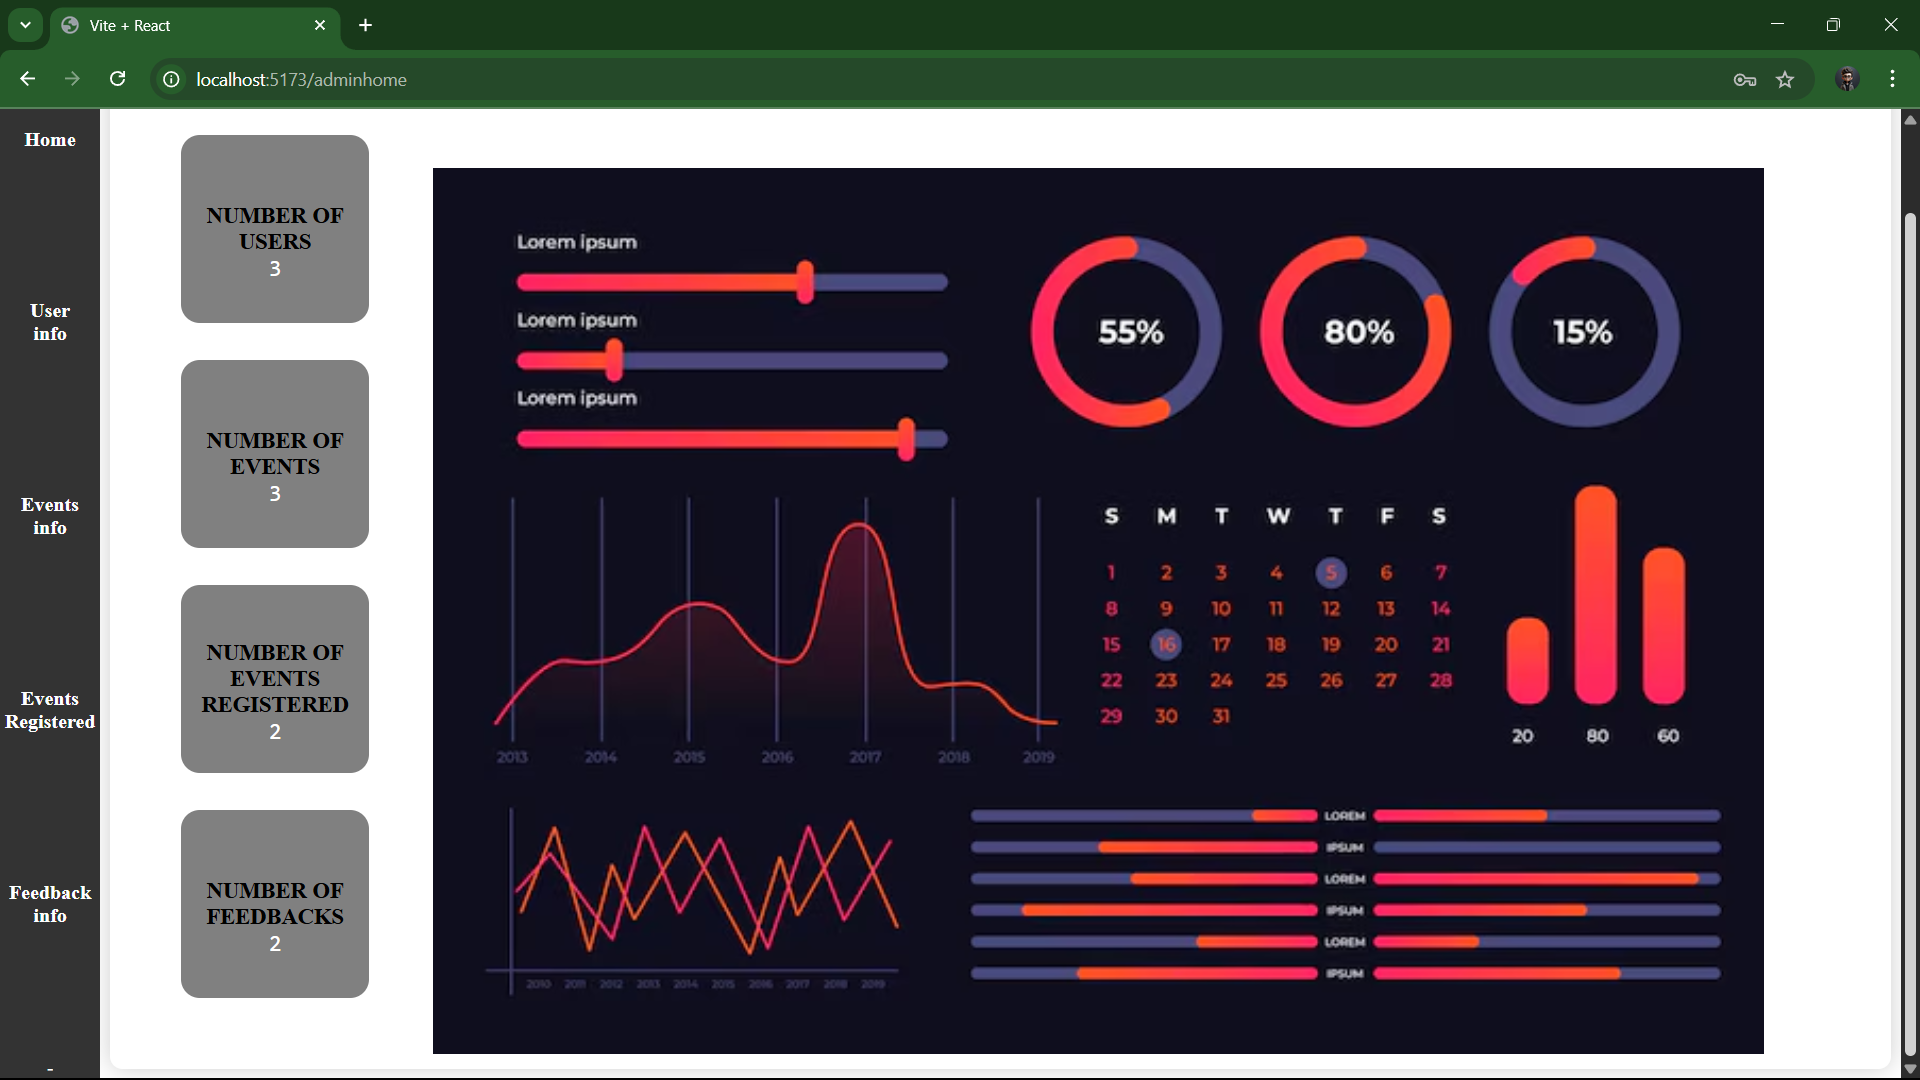 Vite + React
localhost:5173/adminhome
Home
User
info
Events
info
Events
Registered
Feedback
info
-
NUMBER OF
USERS
3
NUMBER OF
EVENTS
3
NUMBER OF
EVENTS
REGISTERED
2
NUMBER OF
FEEDBACKS
2
Lorem ipsum
Lorem ipsum
Lorem ipsum
55%
80%
15%
2013 2014 2015 2016 2017 2018 2019
S M T W T F S
1 2 3 4 5 6 7
8 9 10 11 12 13 14
15 16 17 18 19 20 21
22 23 24 25 26 27 28
29 30 31
20 80 60
2010 2011 2012 2013 2014 2015 2016 2017 2018 2019
LOREM
IPSUM
LOREM
IPSUM
LOREM
IPSUM